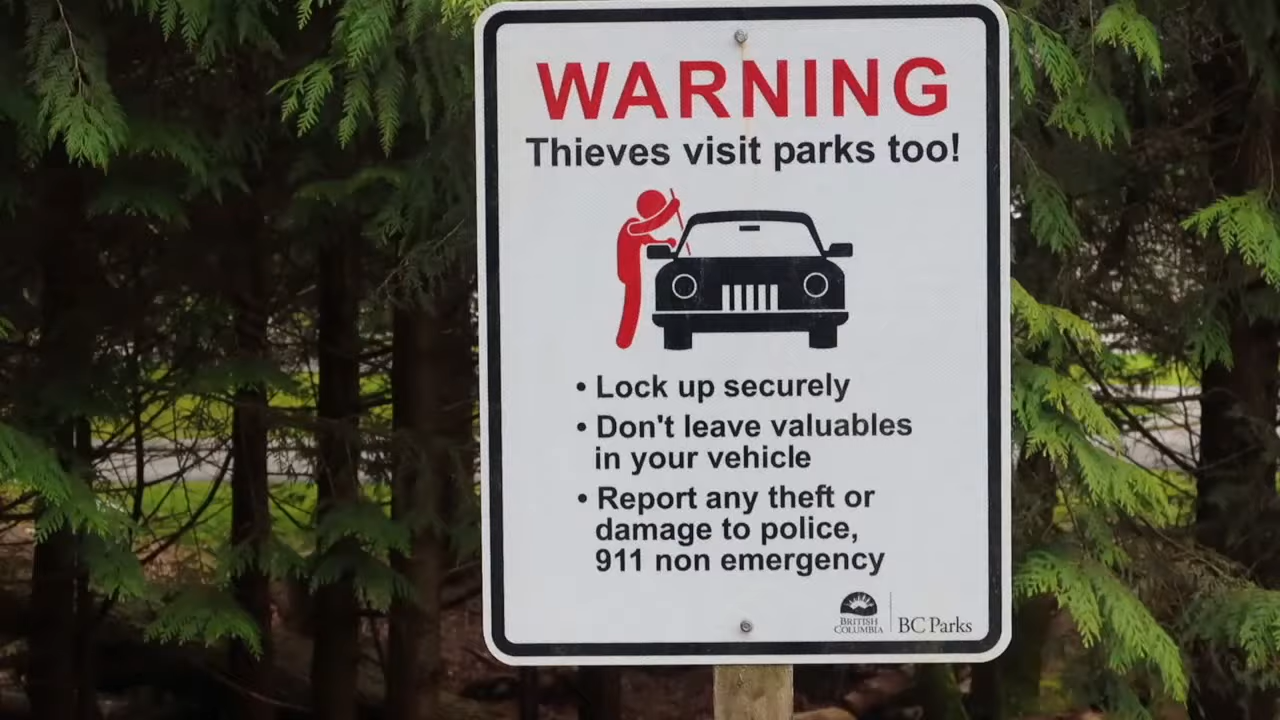 WARNING
Thieves visit parks too!
• Lock up securely
• Don't leave valuables
in your vehicle
• Report any theft or
damage to police,
911 non emergency
BRITISH
COLUMBIA
BC Parks